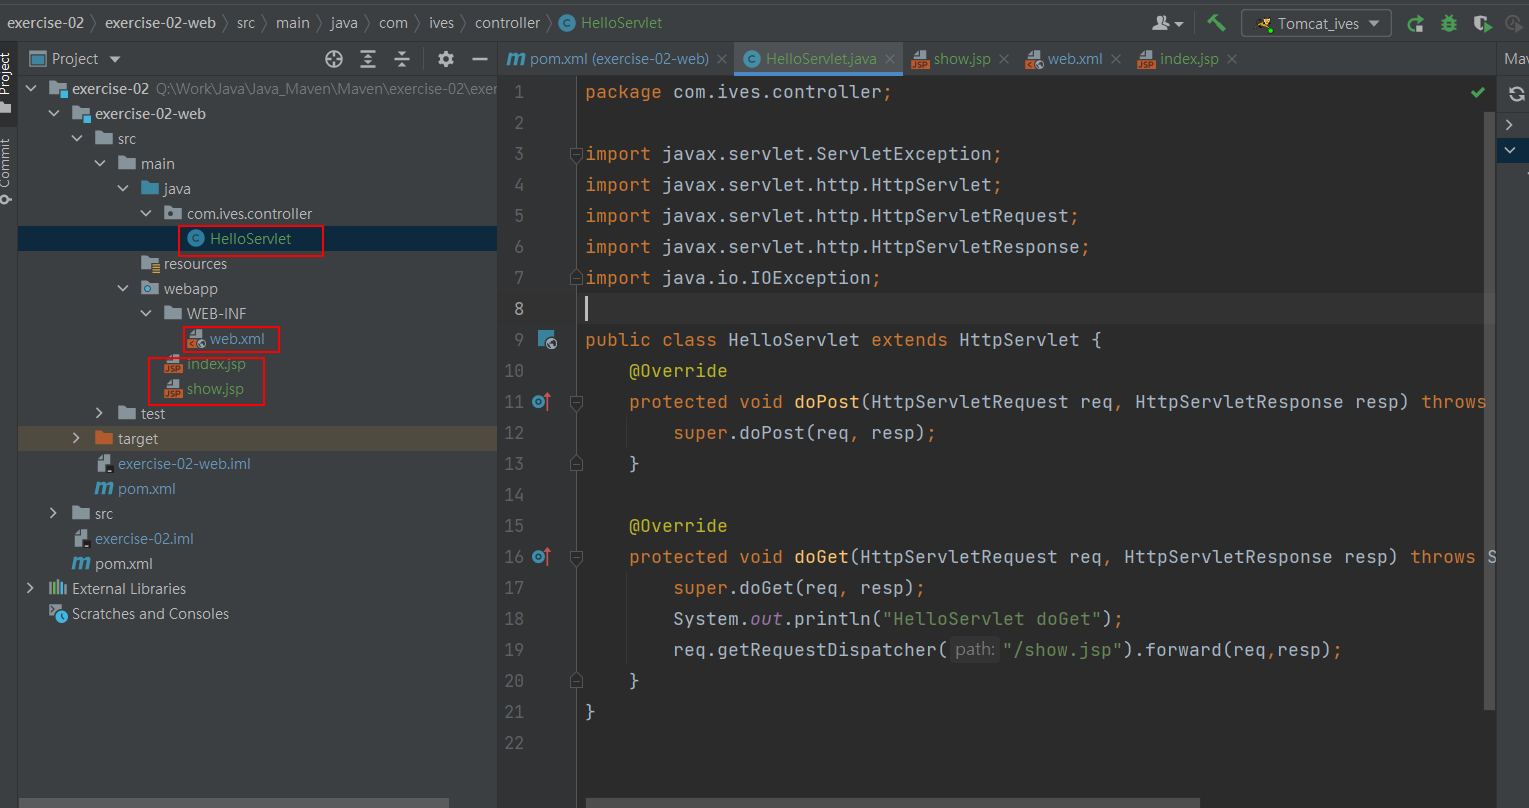 exercise-02 exercise-02-web src main java com ives controller HelloServlet Tomcat_ives
Project
Project
Commit
pom.xml (exercise-02-web) HelloServlet.java show.jsp web.xml index.jsp
exercise-02 Q:\Work\Java\Java_Maven\Maven\exercise-02\exer
exercise-02-web
src
main
java
com.ives.controller
HelloServlet
resources
webapp
WEB-INF
web.xml
index.jsp
show.jsp
test
target
exercise-02-web.iml
pom.xml
src
exercise-02.iml
pom.xml
External Libraries
Scratches and Consoles
1 package com.ives.controller;
2
3 import javax.servlet.ServletException;
4 import javax.servlet.http.HttpServlet;
5 import javax.servlet.http.HttpServletRequest;
6 import javax.servlet.http.HttpServletResponse;
7 import java.io.IOException;
8
9 public class HelloServlet extends HttpServlet {
10 @Override
11 protected void doPost(HttpServletRequest req, HttpServletResponse resp) throws
12 super.doPost(req, resp);
13 }
14
15 @Override
16 protected void doGet(HttpServletRequest req, HttpServletResponse resp) throws S
17 super.doGet(req, resp);
18 System.out.println("HelloServlet doGet");
19 req.getRequestDispatcher( path: "/show.jsp").forward(req,resp);
20 }
21 }
22